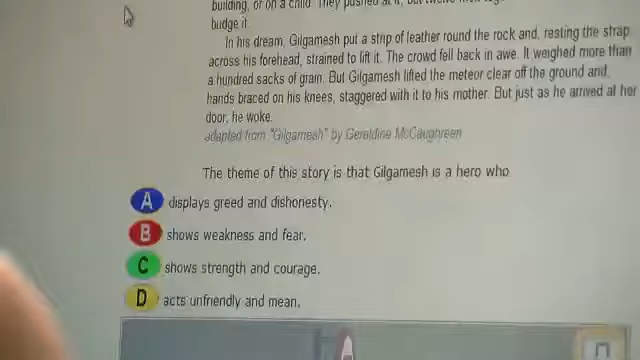 building, or on a child. They pushed at it, but twelve men
budge it.
In his dream, Gilgamesh put a strip of leather round the rock and, resting the strap
across his forehead, strained to lift it. The crowd fell back in awe. It weighed more than
a hundred sacks of grain. But Gilgamesh lifted the meteor clear off the ground and,
hands braced on his knees, staggered with it to his mother. But just as he arrived at her
door, he woke.
adapted from "Gilgamesh" by Geraldine McCaughrean
The theme of this story is that Gilgamesh is a hero who
A displays greed and dishonesty.
B shows weakness and fear.
C shows strength and courage.
D acts unfriendly and mean.